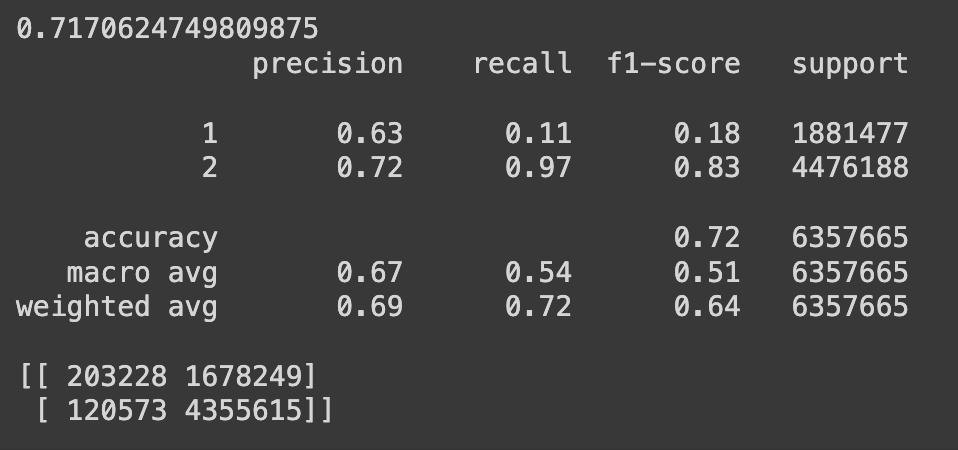 0.7170624749809875
precision recall f1-score support
1 0.63 0.11 0.18 1881477
2 0.72 0.97 0.83 4476188
accuracy 0.72 6357665
macro avg 0.67 0.54 0.51 6357665
weighted avg 0.69 0.72 0.64 6357665
[[ 203228 1678249]
[ 120573 4355615]]